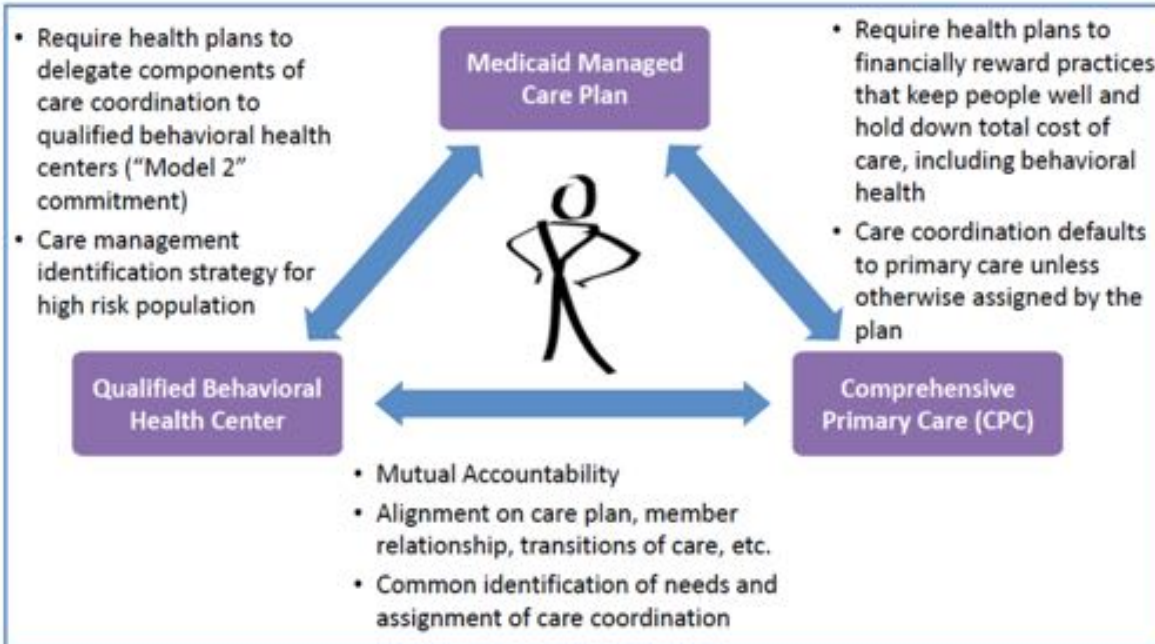 • Require health plans to
delegate components of
care coordination to
qualified behavioral health
centers (“Model 2”
commitment)
• Care management
identification strategy for
high risk population
Medicaid Managed
Care Plan
• Require health plans to
financially reward practices
that keep people well and
hold down total cost of
care, including behavioral
health
• Care coordination defaults
to primary care unless
otherwise assigned by the
plan
Qualified Behavioral
Health Center
Comprehensive
Primary Care (CPC)
• Mutual Accountability
• Alignment on care plan, member
relationship, transitions of care, etc.
• Common identification of needs and
assignment of care coordination